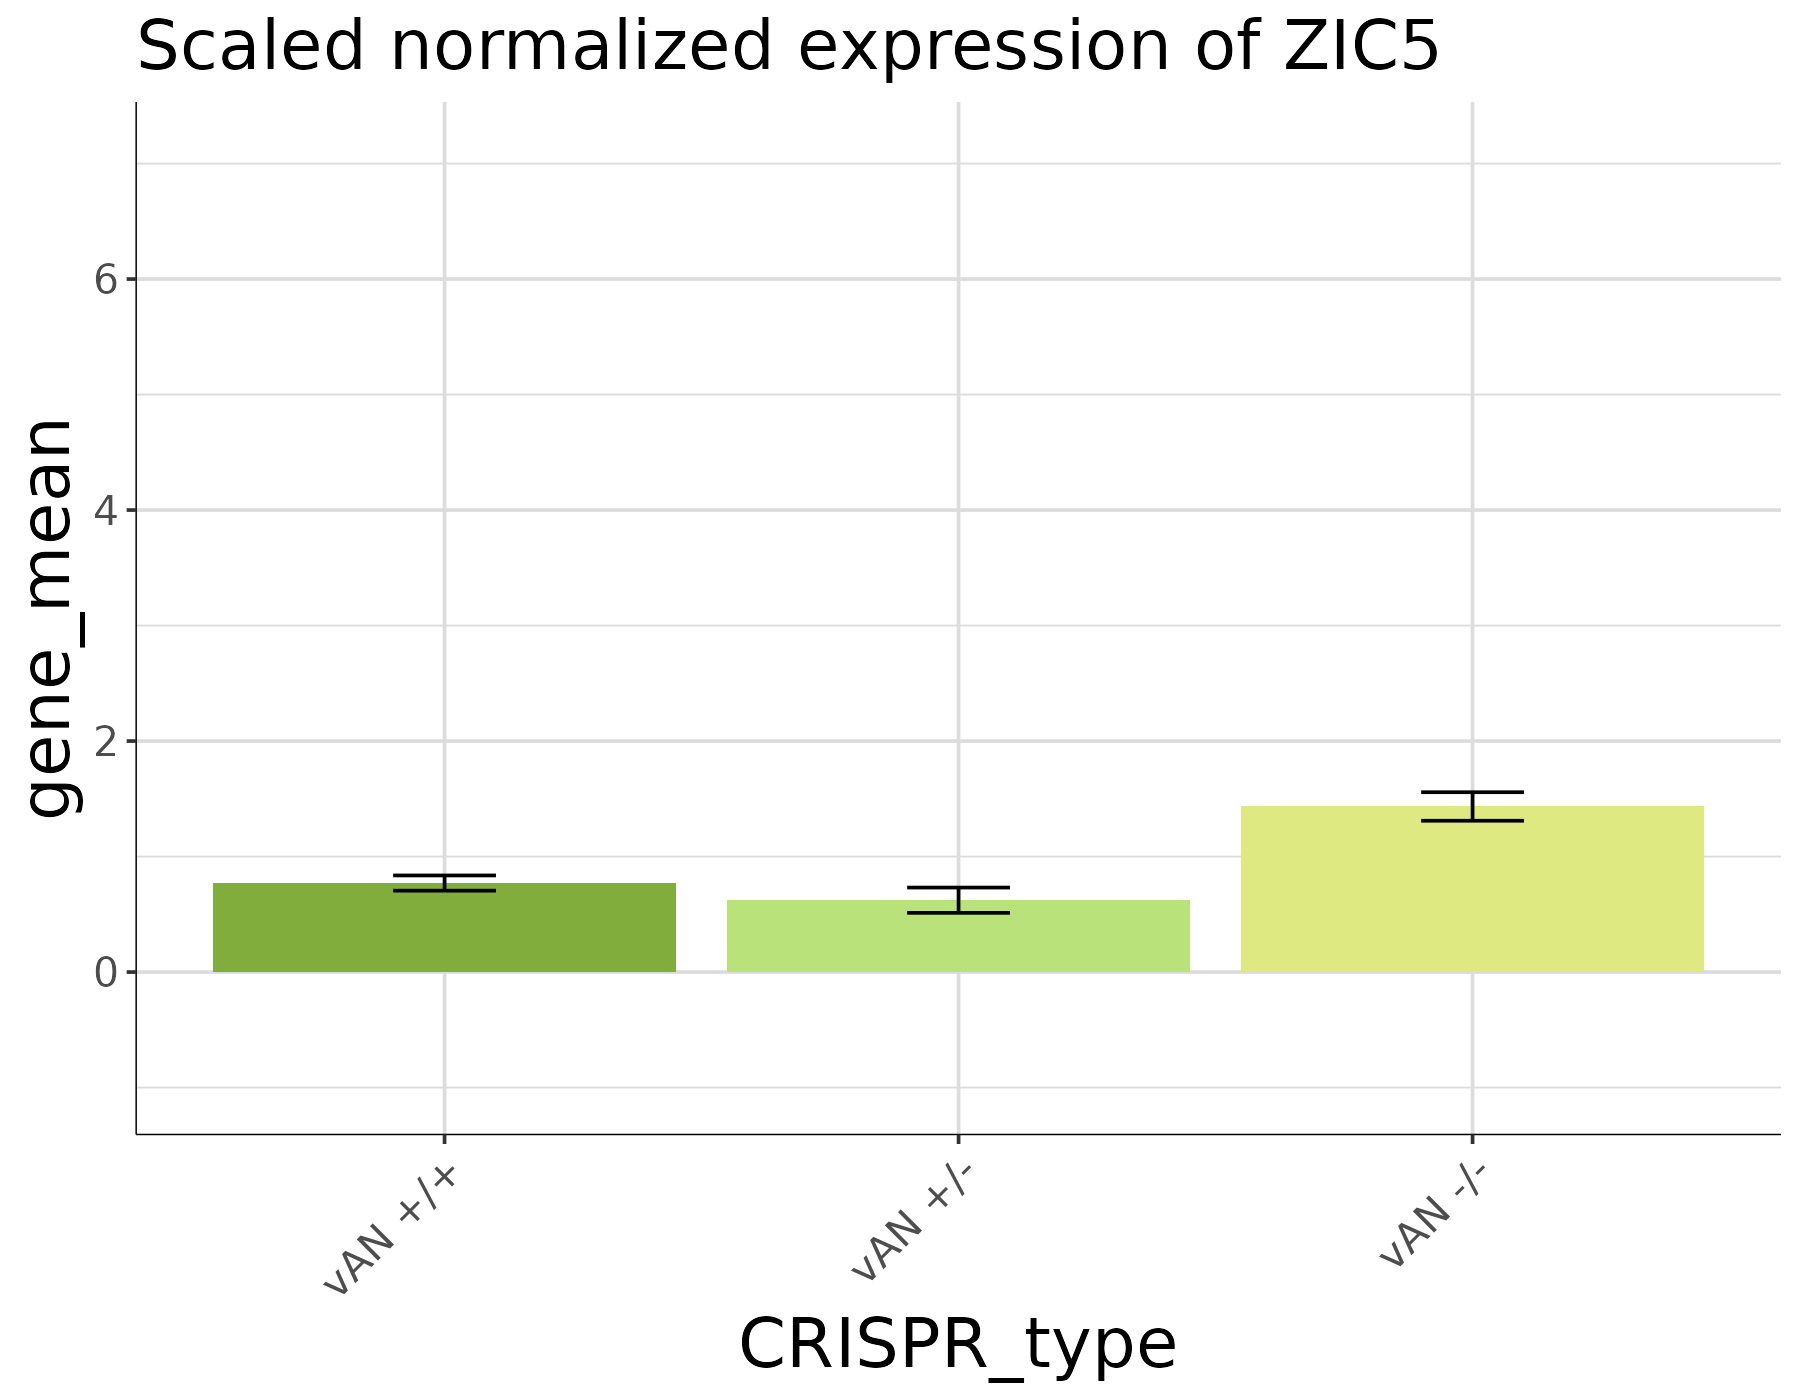 Scaled normalized expression of ZIC5
gene_mean
6
4
2
0
vAN +/+
vAN +/-
vAN -/-
CRISPR_type